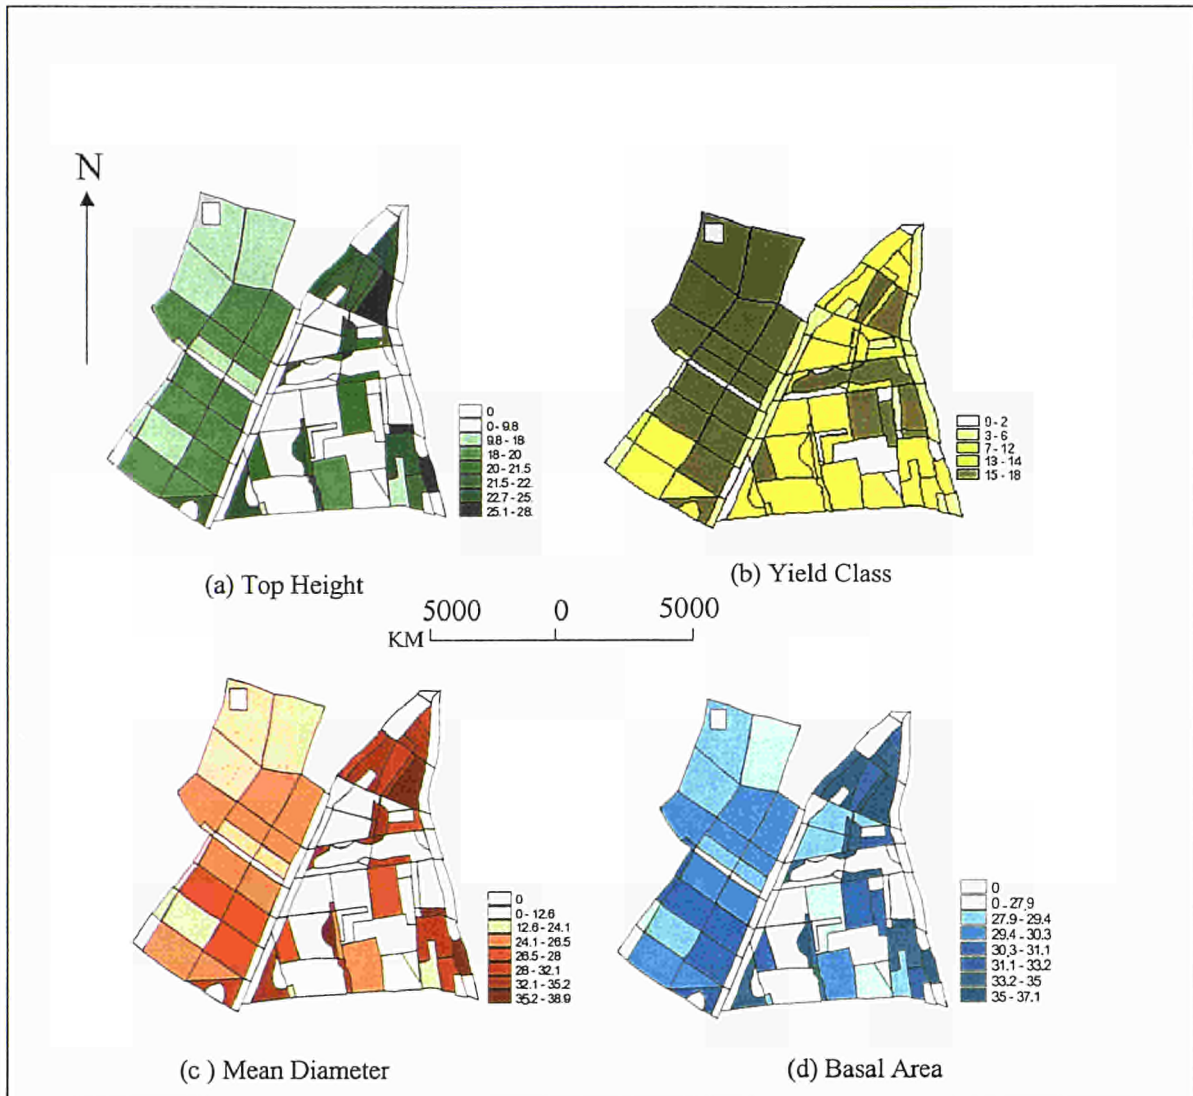 N
0
0 - 9.8
9.8 - 18
18 - 20
20 - 21.5
21.5 - 22.
22.7 - 25.
25.1 - 28.
(a) Top Height
0 - 2
3 - 6
7 - 12
13 - 14
15 - 18
(b) Yield Class
5000 0 5000
KM
0
0 - 12.6
12.6 - 24.1
24.1 - 26.5
26.5 - 28
28 - 32.1
32.1 - 35.2
35.2 - 38.9
(c ) Mean Diameter
0
0 - 27.9
27.9 - 29.4
29.4 - 30.3
30.3 - 31.1
31.1 - 33.2
33.2 - 35
35 - 37.1
(d) Basal Area